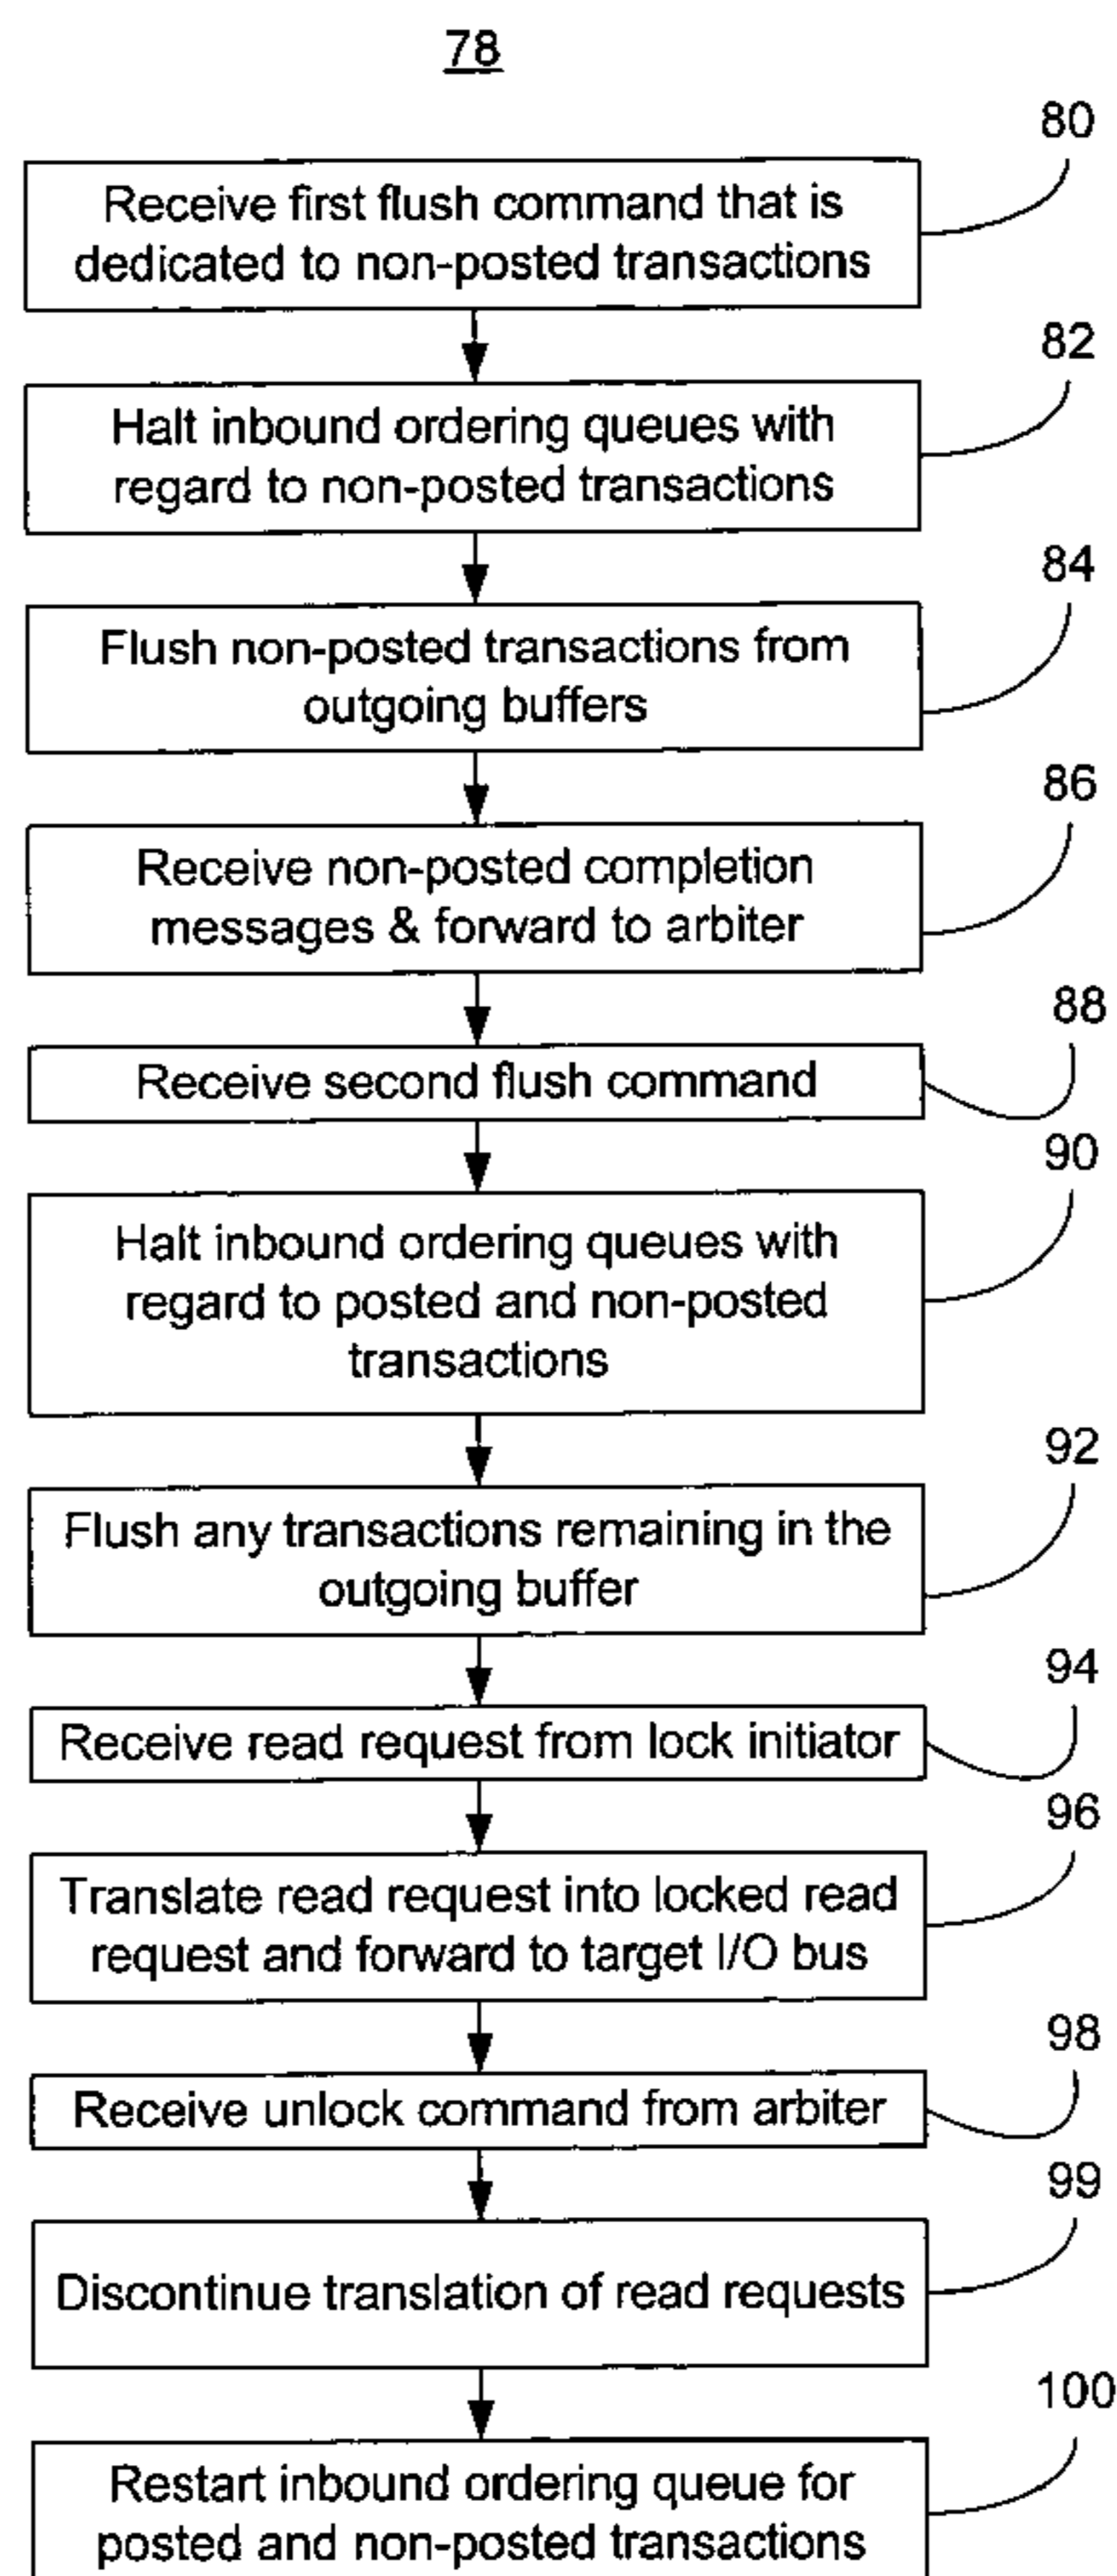 78
80
Receive first flush command that is
dedicated to non-posted transactions
82
Halt inbound ordering queues with
regard to non-posted transactions
84
Flush non-posted transactions from
outgoing buffers
86
Receive non-posted completion
messages & forward to arbiter
88
Receive second flush command
90
Halt inbound ordering queues with
regard to posted and non-posted
transactions
92
Flush any transactions remaining in the
outgoing buffer
94
Receive read request from lock initiator
96
Translate read request into locked read
request and forward to target I/O bus
98
Receive unlock command from arbiter
99
Discontinue translation of read requests
100
Restart inbound ordering queue for
posted and non-posted transactions